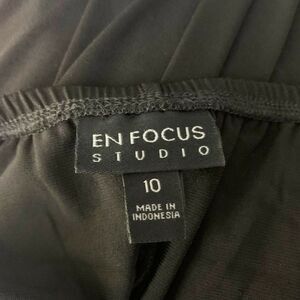 EN FOCUS
STUDIO
10
MADE IN
INDONESIA